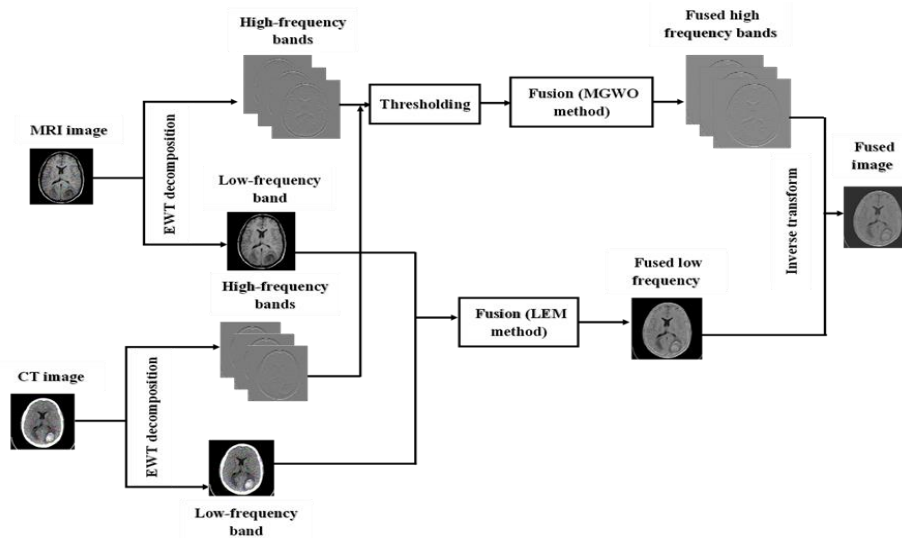 High-frequency
bands
Fused high
frequency bands
Thresholding
Fusion (MGWO
method)
MRI image
EWT decomposition
Low-frequency
band
Fused
image
Inverse transform
High-frequency
bands
Fused low
frequency
Fusion (LEM
method)
CT image
EWT decomposition
Low-frequency
band